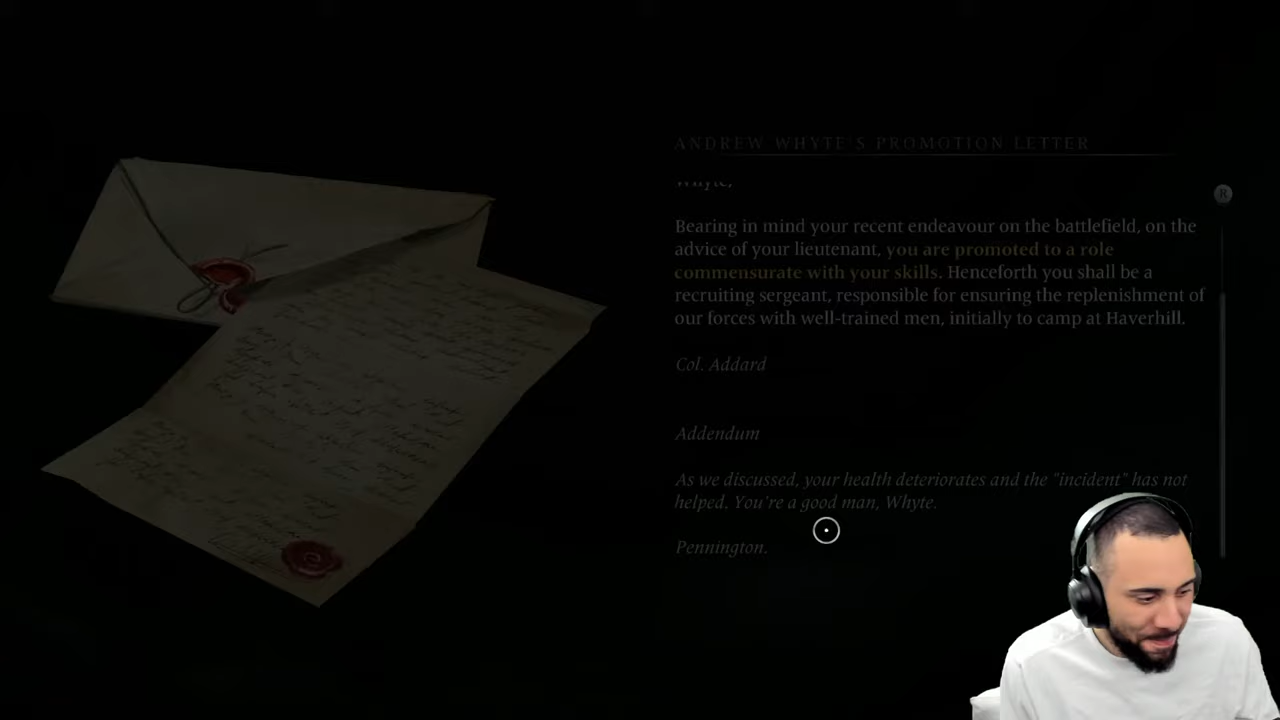 ANDREW WHYTE'S PROMOTION LETTER
Whyte,
R
Bearing in mind your recent endeavour on the battlefield, on the
advice of your lieutenant, you are promoted to a role
commensurate with your skills. Henceforth you shall be a
recruiting sergeant, responsible for ensuring the replenishment of
our forces with well-trained men, initially to camp at Haverhill.
Col. Addard
Addendum
As we discussed, your health deteriorates and the "incident" has not
helped. You're a good man, Whyte.
Pennington.